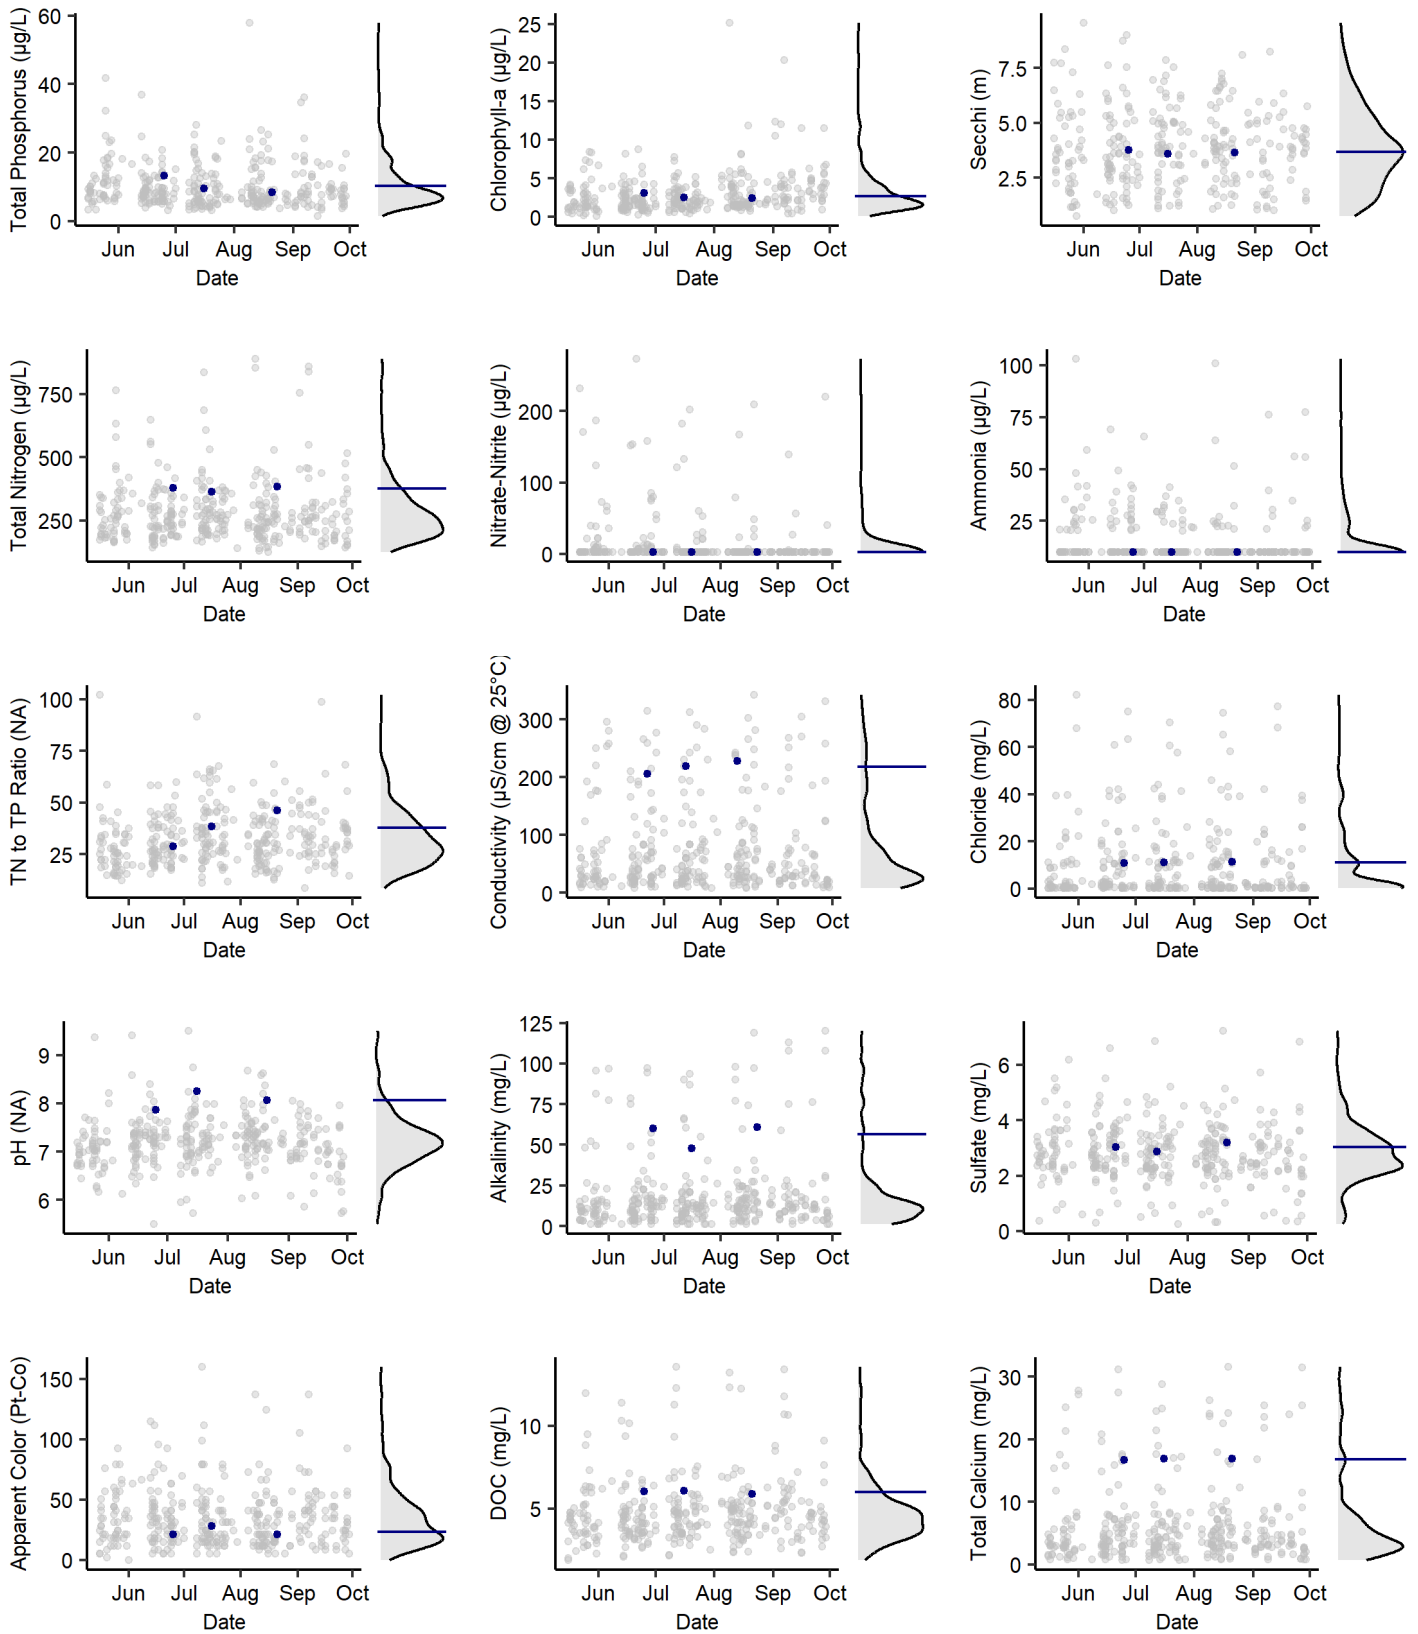 Total Phosphorus (µg/L)
60
40
20
0
Jun Jul Aug Sep Oct
Date
Chlorophyll-a (µg/L)
25
20
15
10
5
0
Jun Jul Aug Sep Oct
Date
Secchi (m)
7.5
5.0
2.5
Jun Jul Aug Sep Oct
Date
Total Nitrogen (µg/L)
750
500
250
Jun Jul Aug Sep Oct
Date
Nitrate-Nitrite (µg/L)
200
100
0
Jun Jul Aug Sep Oct
Date
Ammonia (µg/L)
100
75
50
25
Jun Jul Aug Sep Oct
Date
TN to TP Ratio (NA)
100
75
50
25
Jun Jul Aug Sep Oct
Date
Conductivity (µS/cm @ 25°C)
300
200
100
0
Jun Jul Aug Sep Oct
Date
Chloride (mg/L)
80
60
40
20
0
Jun Jul Aug Sep Oct
Date
pH (NA)
9
8
7
6
Jun Jul Aug Sep Oct
Date
Alkalinity (mg/L)
125
100
75
50
25
0
Jun Jul Aug Sep Oct
Date
Sulfate (mg/L)
6
4
2
0
Jun Jul Aug Sep Oct
Date
Apparent Color (Pt-Co)
150
100
50
0
Jun Jul Aug Sep Oct
Date
DOC (mg/L)
10
5
Jun Jul Aug Sep Oct
Date
Total Calcium (mg/L)
30
20
10
0
Jun Jul Aug Sep Oct
Date